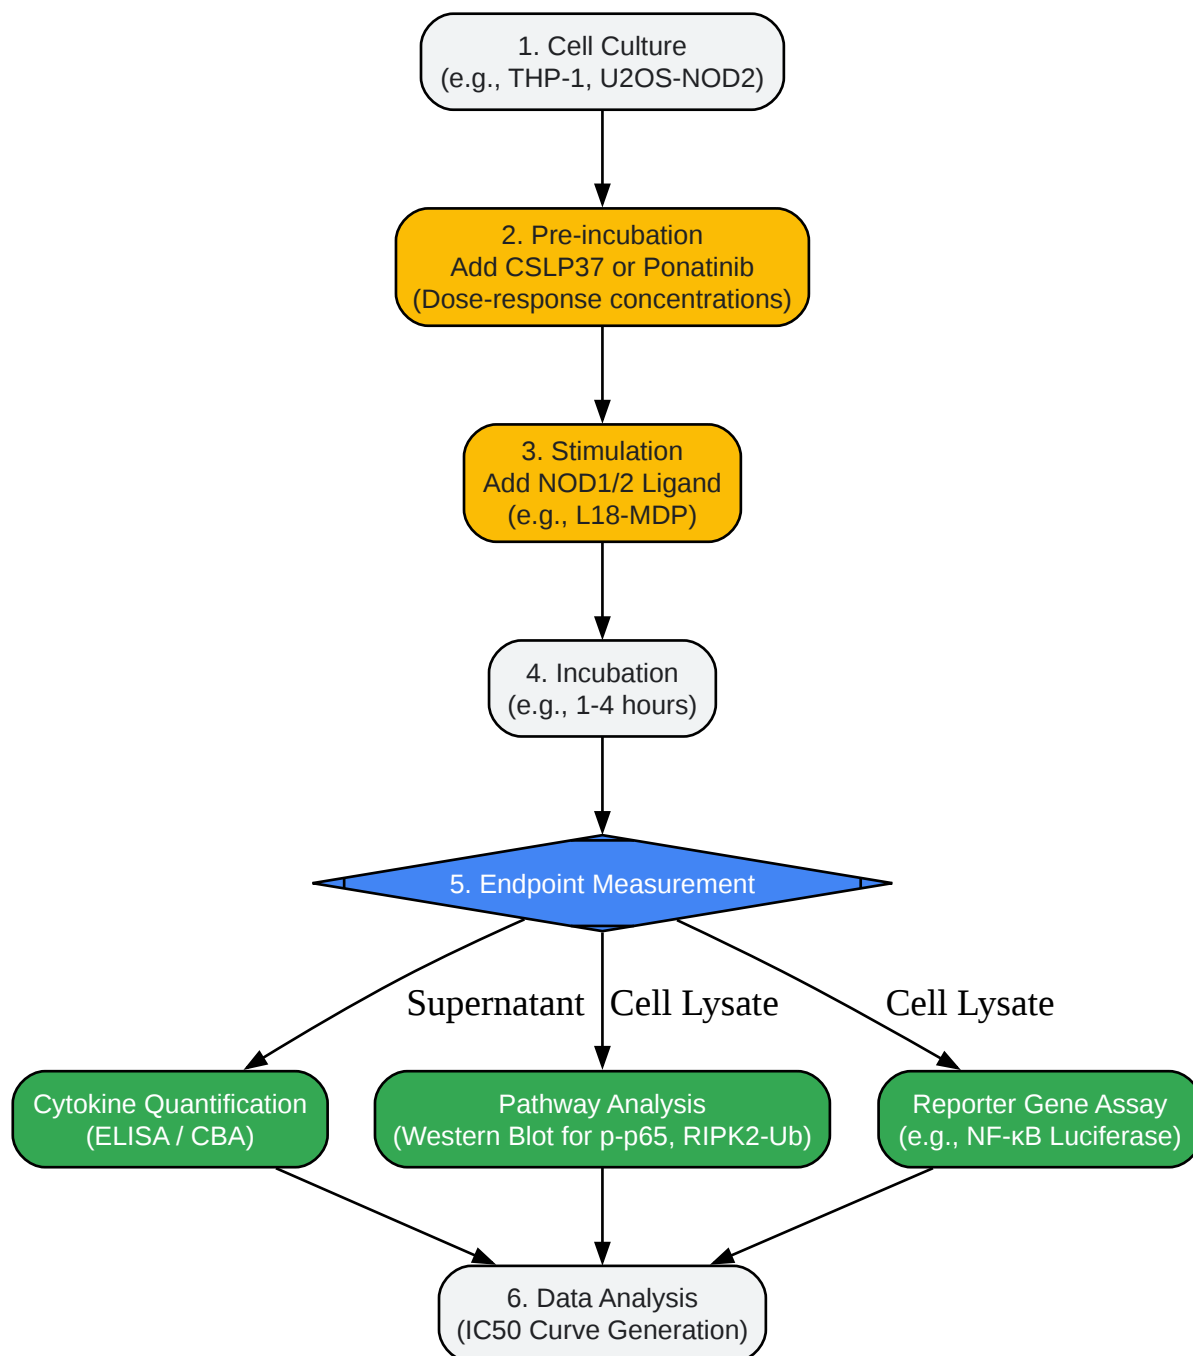 1. Cell Culture
(e.g., THP-1, U2OS-NOD2)
2. Pre-incubation
Add CSLP37 or Ponatinib
(Dose-response concentrations)
3. Stimulation
Add NOD1/2 Ligand
(e.g., L18-MDP)
4. Incubation
(e.g., 1-4 hours)
5. Endpoint Measurement
Supernatant
Cell Lysate
Cell Lysate
Cytokine Quantification
(ELISA / CBA)
Pathway Analysis
(Western Blot for p-p65, RIPK2-Ub)
Reporter Gene Assay
(e.g., NF-κB Luciferase)
6. Data Analysis
(IC50 Curve Generation)